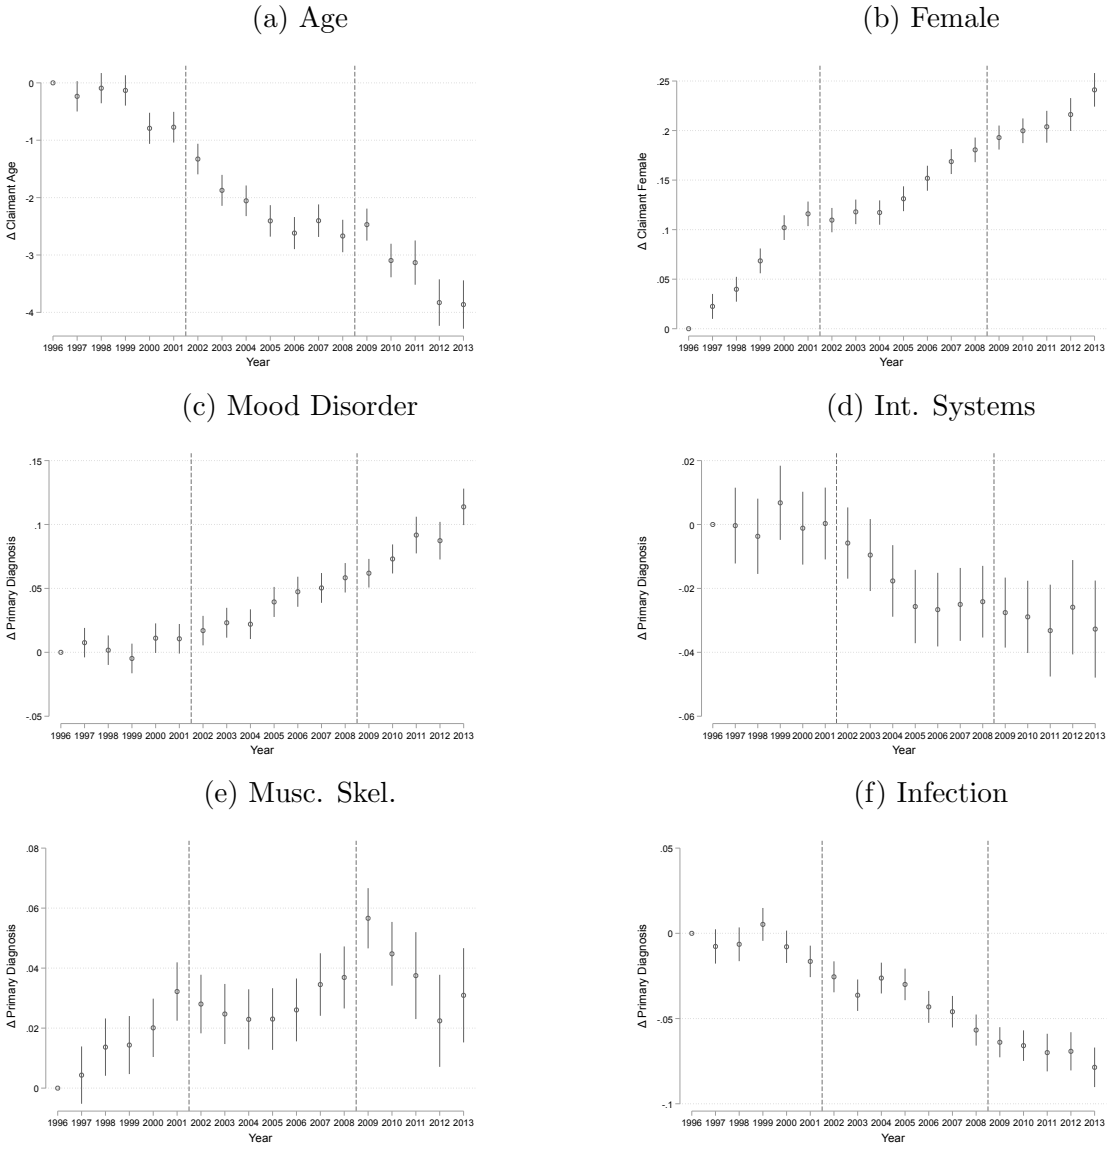 (a) Age
(b) Female
Δ Claimant Age
0
-1
-2
-3
-4
1996 1997 1998 1999 2000 2001 2002 2003 2004 2005 2006 2007 2008 2009 2010 2011 2012 2013
Year
Δ Claimant Female
.25
.2
.15
.1
.05
0
1996 1997 1998 1999 2000 2001 2002 2003 2004 2005 2006 2007 2008 2009 2010 2011 2012 2013
Year
(c) Mood Disorder
(d) Int. Systems
Δ Primary Diagnosis
.15
.1
.05
0
-.05
1996 1997 1998 1999 2000 2001 2002 2003 2004 2005 2006 2007 2008 2009 2010 2011 2012 2013
Year
Δ Primary Diagnosis
.02
0
-.02
-.04
-.06
1996 1997 1998 1999 2000 2001 2002 2003 2004 2005 2006 2007 2008 2009 2010 2011 2012 2013
Year
(e) Musc. Skel.
(f) Infection
Δ Primary Diagnosis
.08
.06
.04
.02
0
1996 1997 1998 1999 2000 2001 2002 2003 2004 2005 2006 2007 2008 2009 2010 2011 2012 2013
Year
Δ Primary Diagnosis
.05
0
-.05
-.1
1996 1997 1998 1999 2000 2001 2002 2003 2004 2005 2006 2007 2008 2009 2010 2011 2012 2013
Year